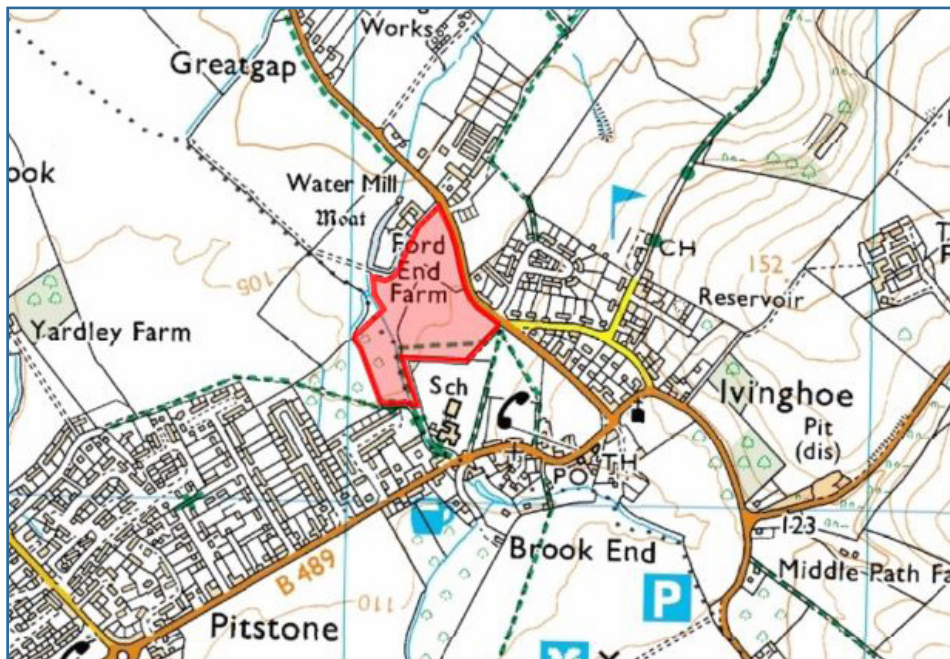 Works
Greatgap
ook
Water Mill
Moat
Ford
End
Farm
CH
152
T
F
105
Reservoir
Yardley Farm
Sch
Ivinghoe
Pit
(dis)
PO
TH
Brook End
123
Middle Path Fa
B 489
110
P
Pitstone